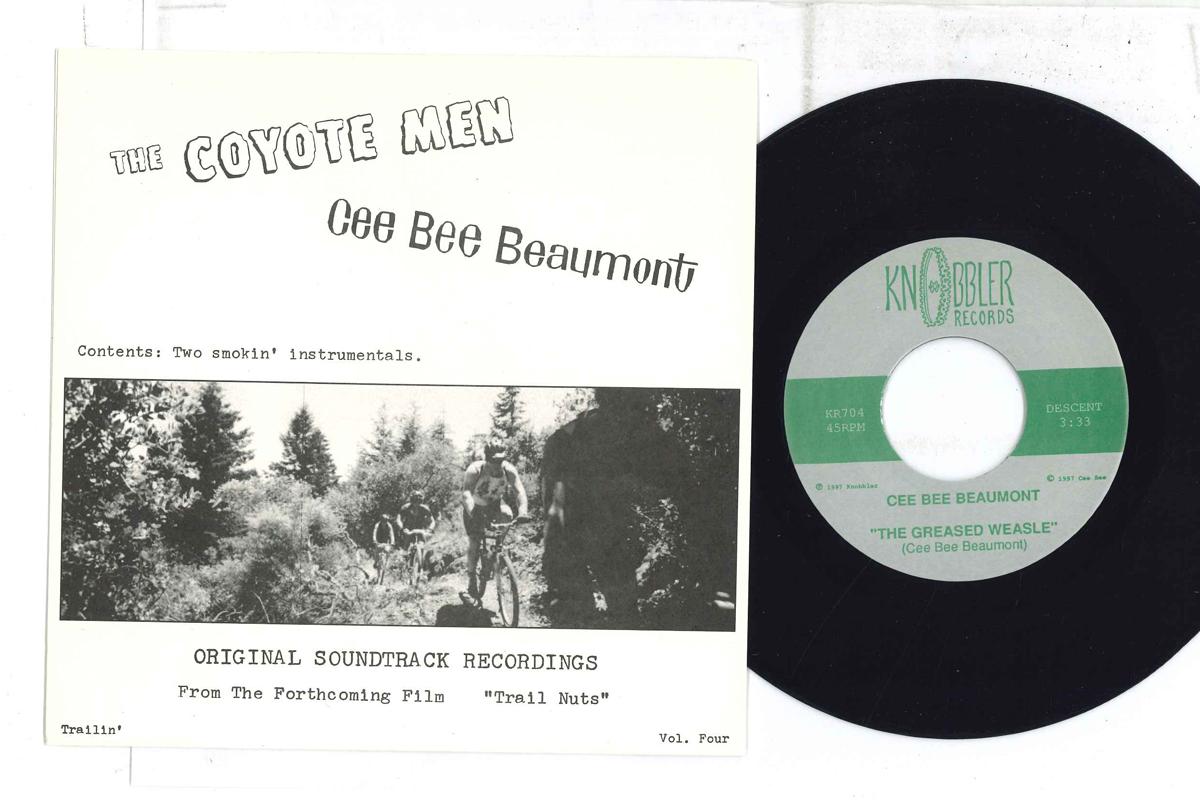 THE COYOTE MEN
Cee Bee Beaumont
Contents: Two smokin' instrumentals.
ORIGINAL SOUNDTRACK RECORDINGS
From The Forthcoming Film "Trail Nuts"
Trailin'
Vol. Four
KNOBBLER
RECORDS
KR704
45RPM
DESCENT
3:33
℗ 1997 Knobbler
© 1997 Cee Bee
CEE BEE BEAUMONT
"THE GREASED WEASLE"
(Cee Bee Beaumont)